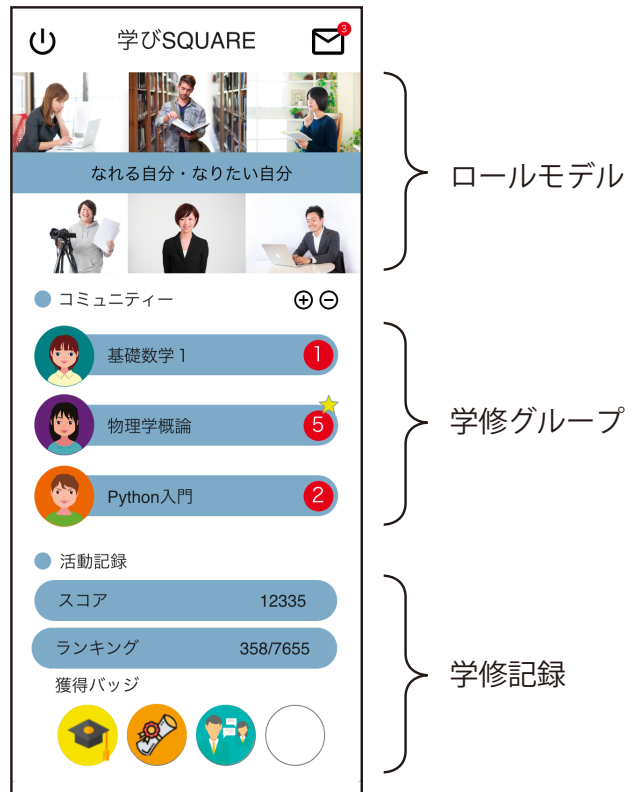 学びSQUARE
3
なれる自分・なりたい自分
ロールモデル
コミュニティー
基礎数学1
1
物理学概論
5
Python入門
2
学修グループ
活動記録
スコア 12335
ランキング 358/7655
獲得バッジ
学修記録